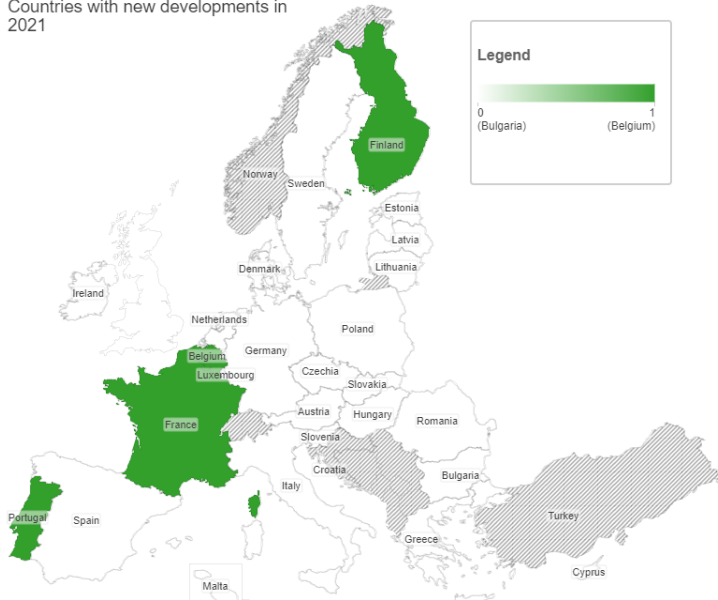 Countries with new developments in
2021
Legend
0
1
(Bulgaria)
(Belgium)
Finland
Norway
Sweden
Estonia
Latvia
Lithuania
Denmark
Ireland
Netherlands
Poland
Germany
Belgium
Luxembourg
Czechia
Slovakia
Austria
Hungary
Romania
France
Slovenia
Croatia
Bulgaria
Italy
Portugal
Spain
Turkey
Greece
Cyprus
Malta